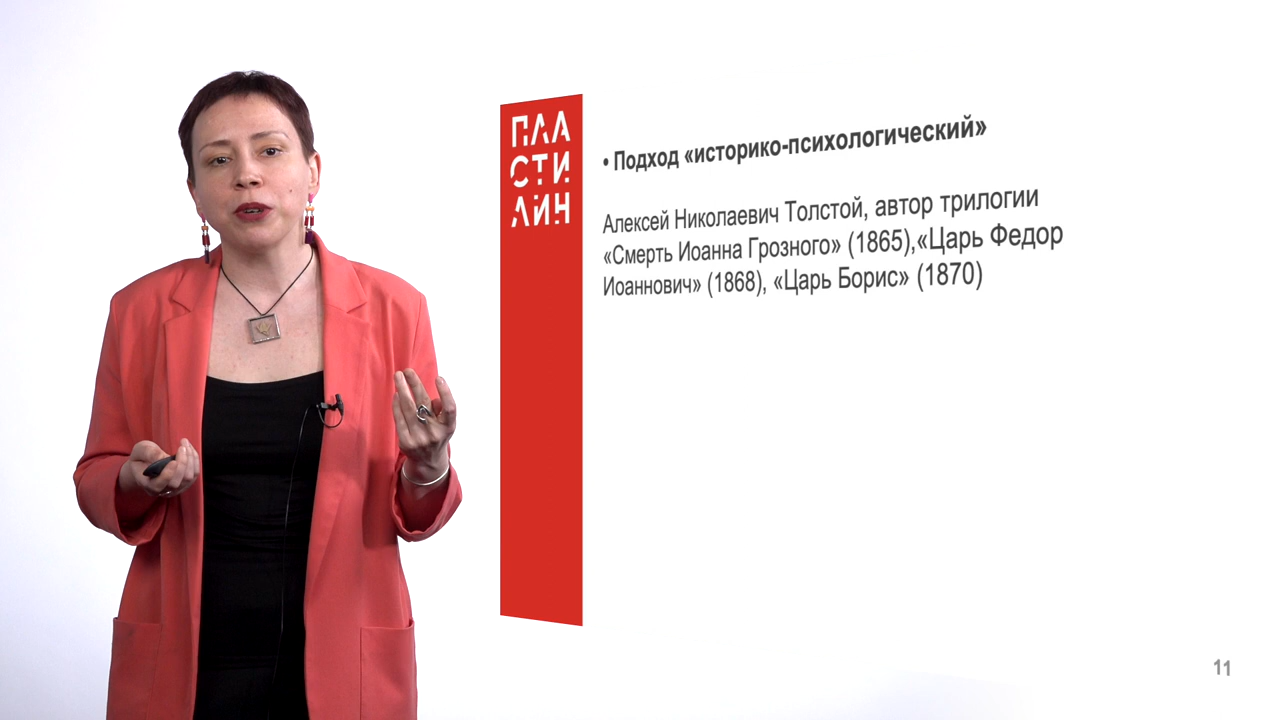 ПЛА
СТИ
ЛИН
• Подход «историко-психологический»
Алексей Николаевич Толстой, автор трилогии
«Смерть Иоанна Грозного» (1865),«Царь Федор
Иоаннович» (1868), «Царь Борис» (1870)
11